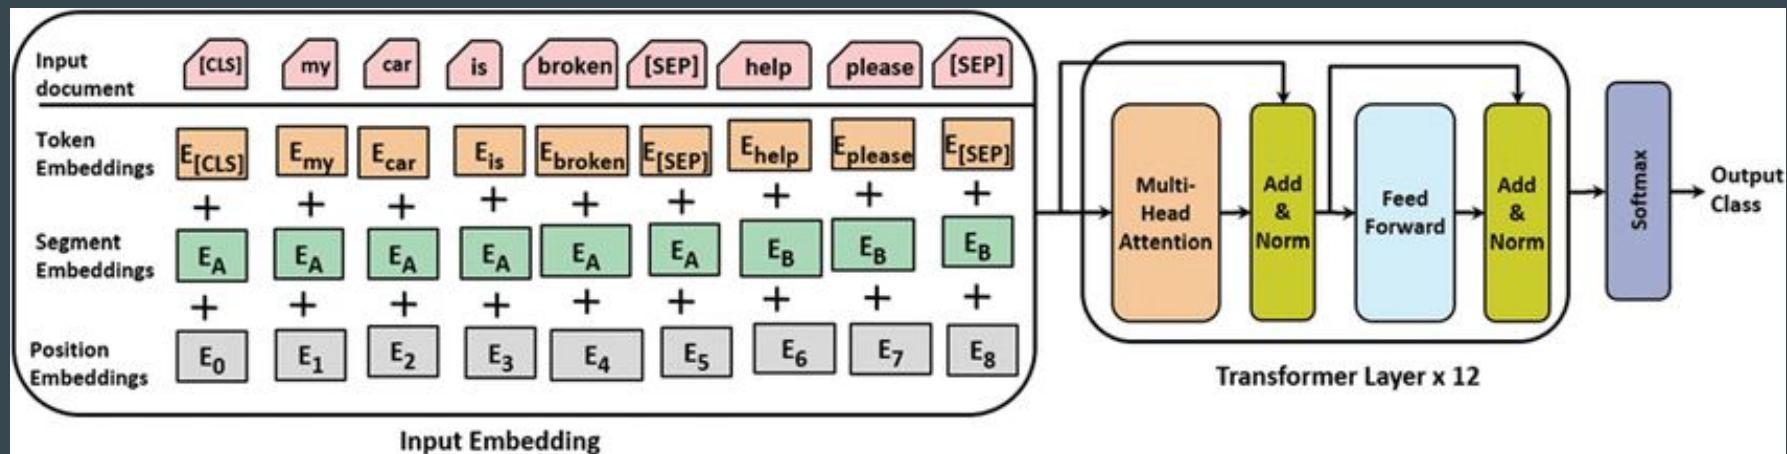 Input document
[CLS] my car is broken [SEP] help please [SEP]
Token Embeddings
E[CLS] Emy Ecar Eis Ebroken E[SEP] Ehelp Eplease E[SEP]
+ + + + + + + + +
Segment Embeddings
EA EA EA EA EA EA EB EB EB
+ + + + + + + + +
Position Embeddings
E0 E1 E2 E3 E4 E5 E6 E7 E8
Input Embedding
Multi-
Head
Attention
Add
&
Norm
Feed
Forward
Add
&
Norm
Transformer Layer x 12
Softmax
Output
Class